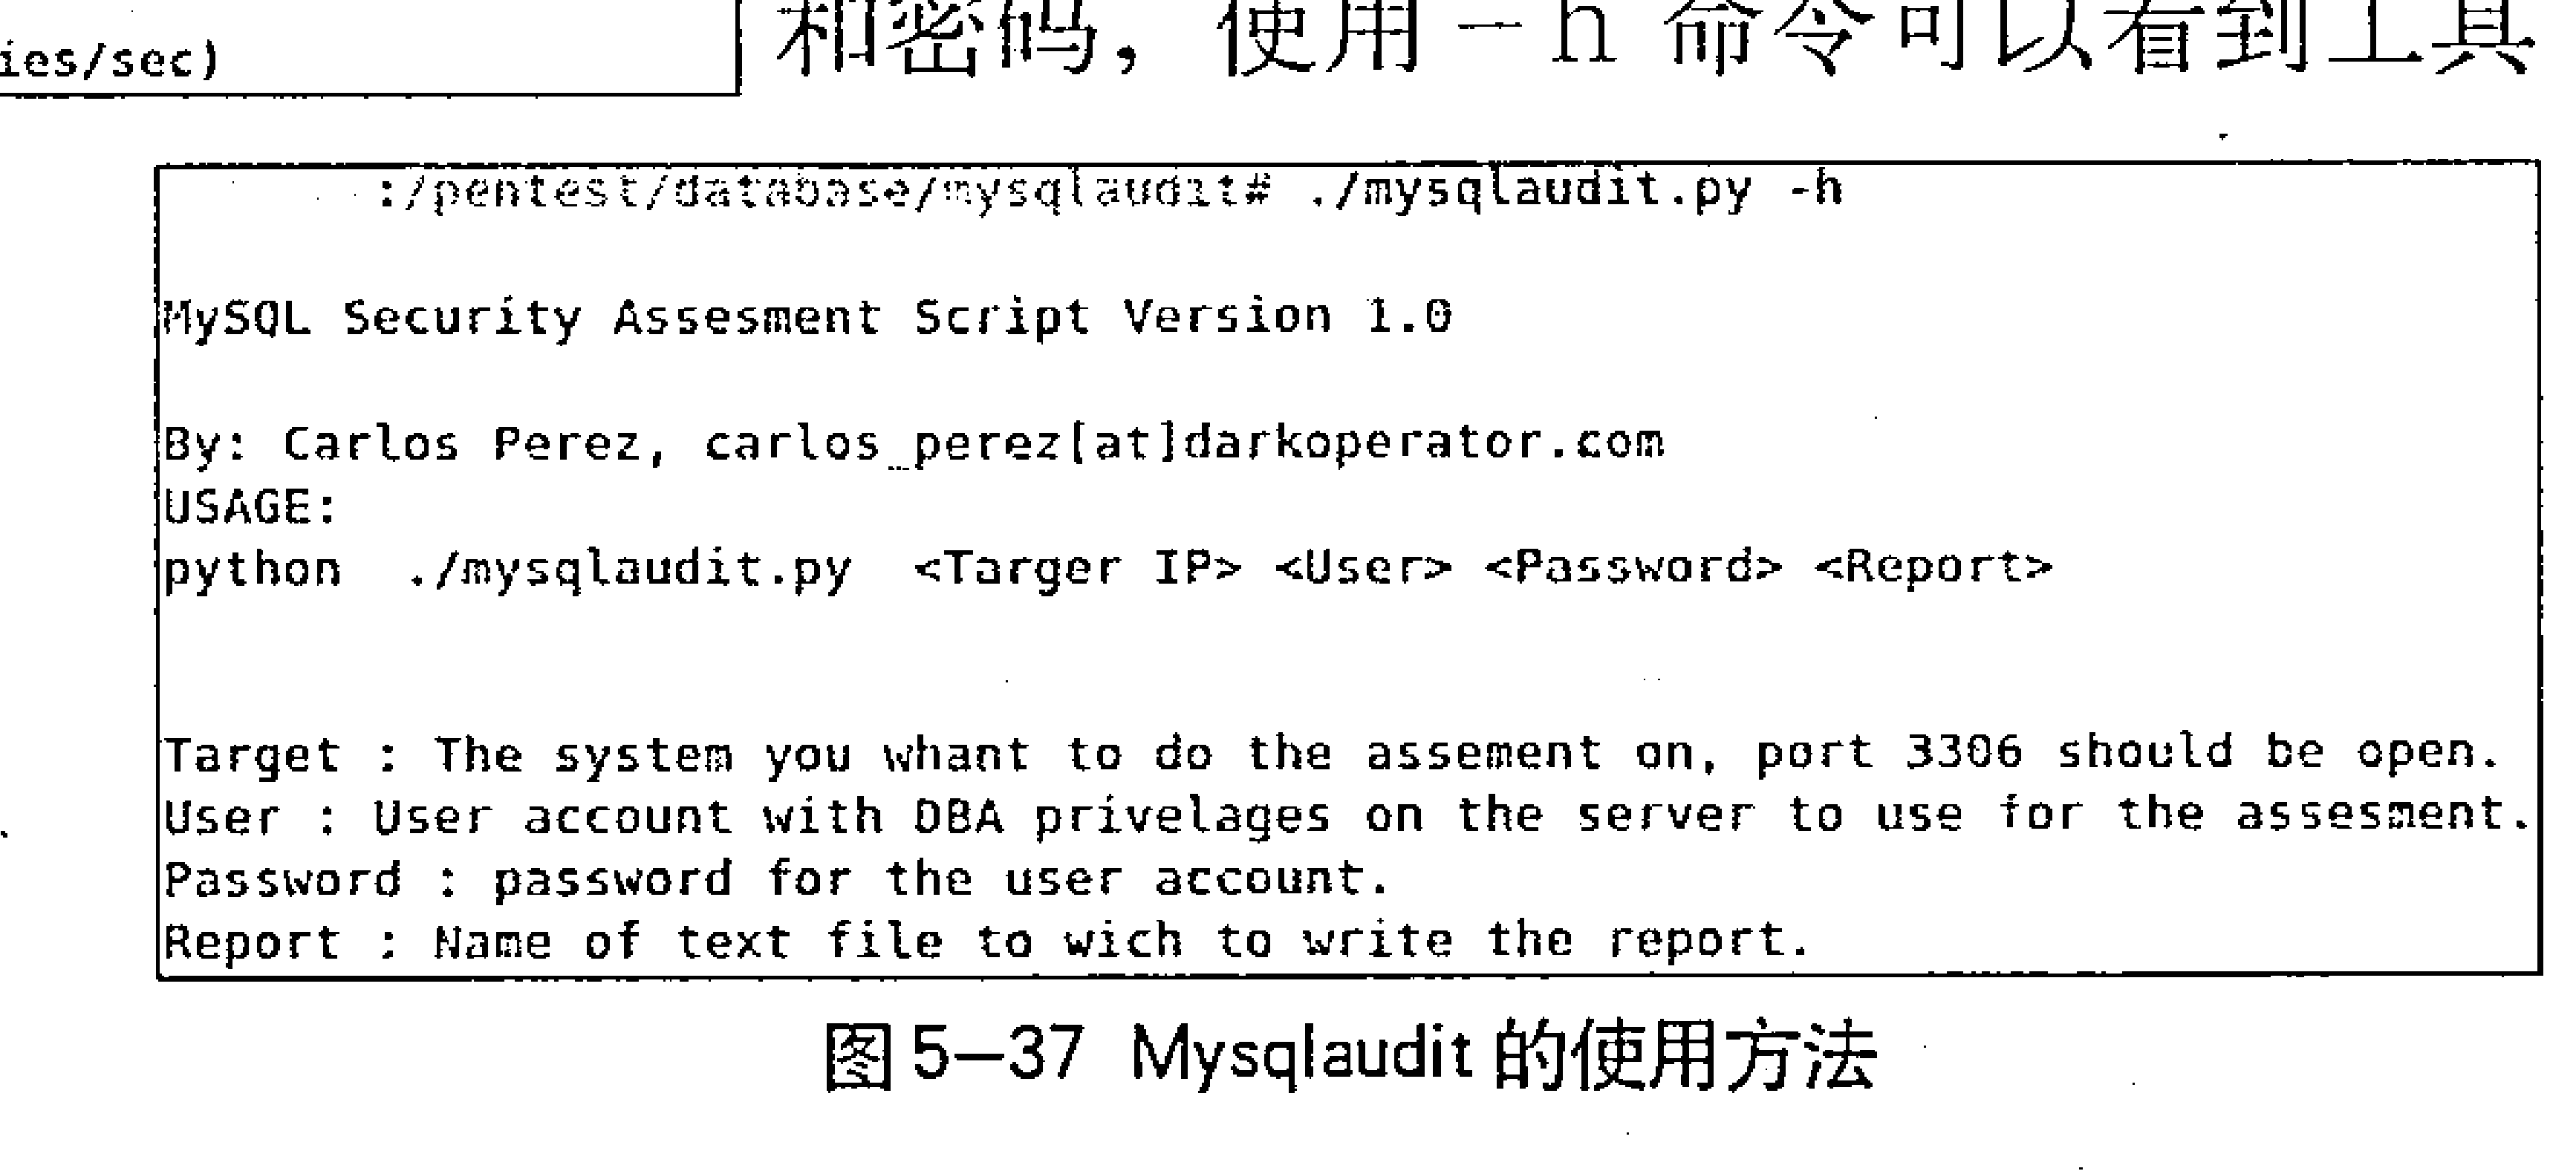 ies/sec)
和密码，使用－h 命令可以看到工具
:/pentest/database/mysqlaudit# ./mysqlaudit.py -h
MySQL Security Assesment Script Version 1.0
By: Carlos Perez, carlos_perez[at]darkoperator.com
USAGE:
python  ./mysqlaudit.py  <Targer IP> <User> <Password> <Report>
Target : The system you whant to do the assement on, port 3306 should be open.
User : User account with DBA privelages on the server to use for the assesment.
Password : password for the user account.
Report : Name of text file to wich to write the report.
图 5—37  Mysqlaudit 的使用方法